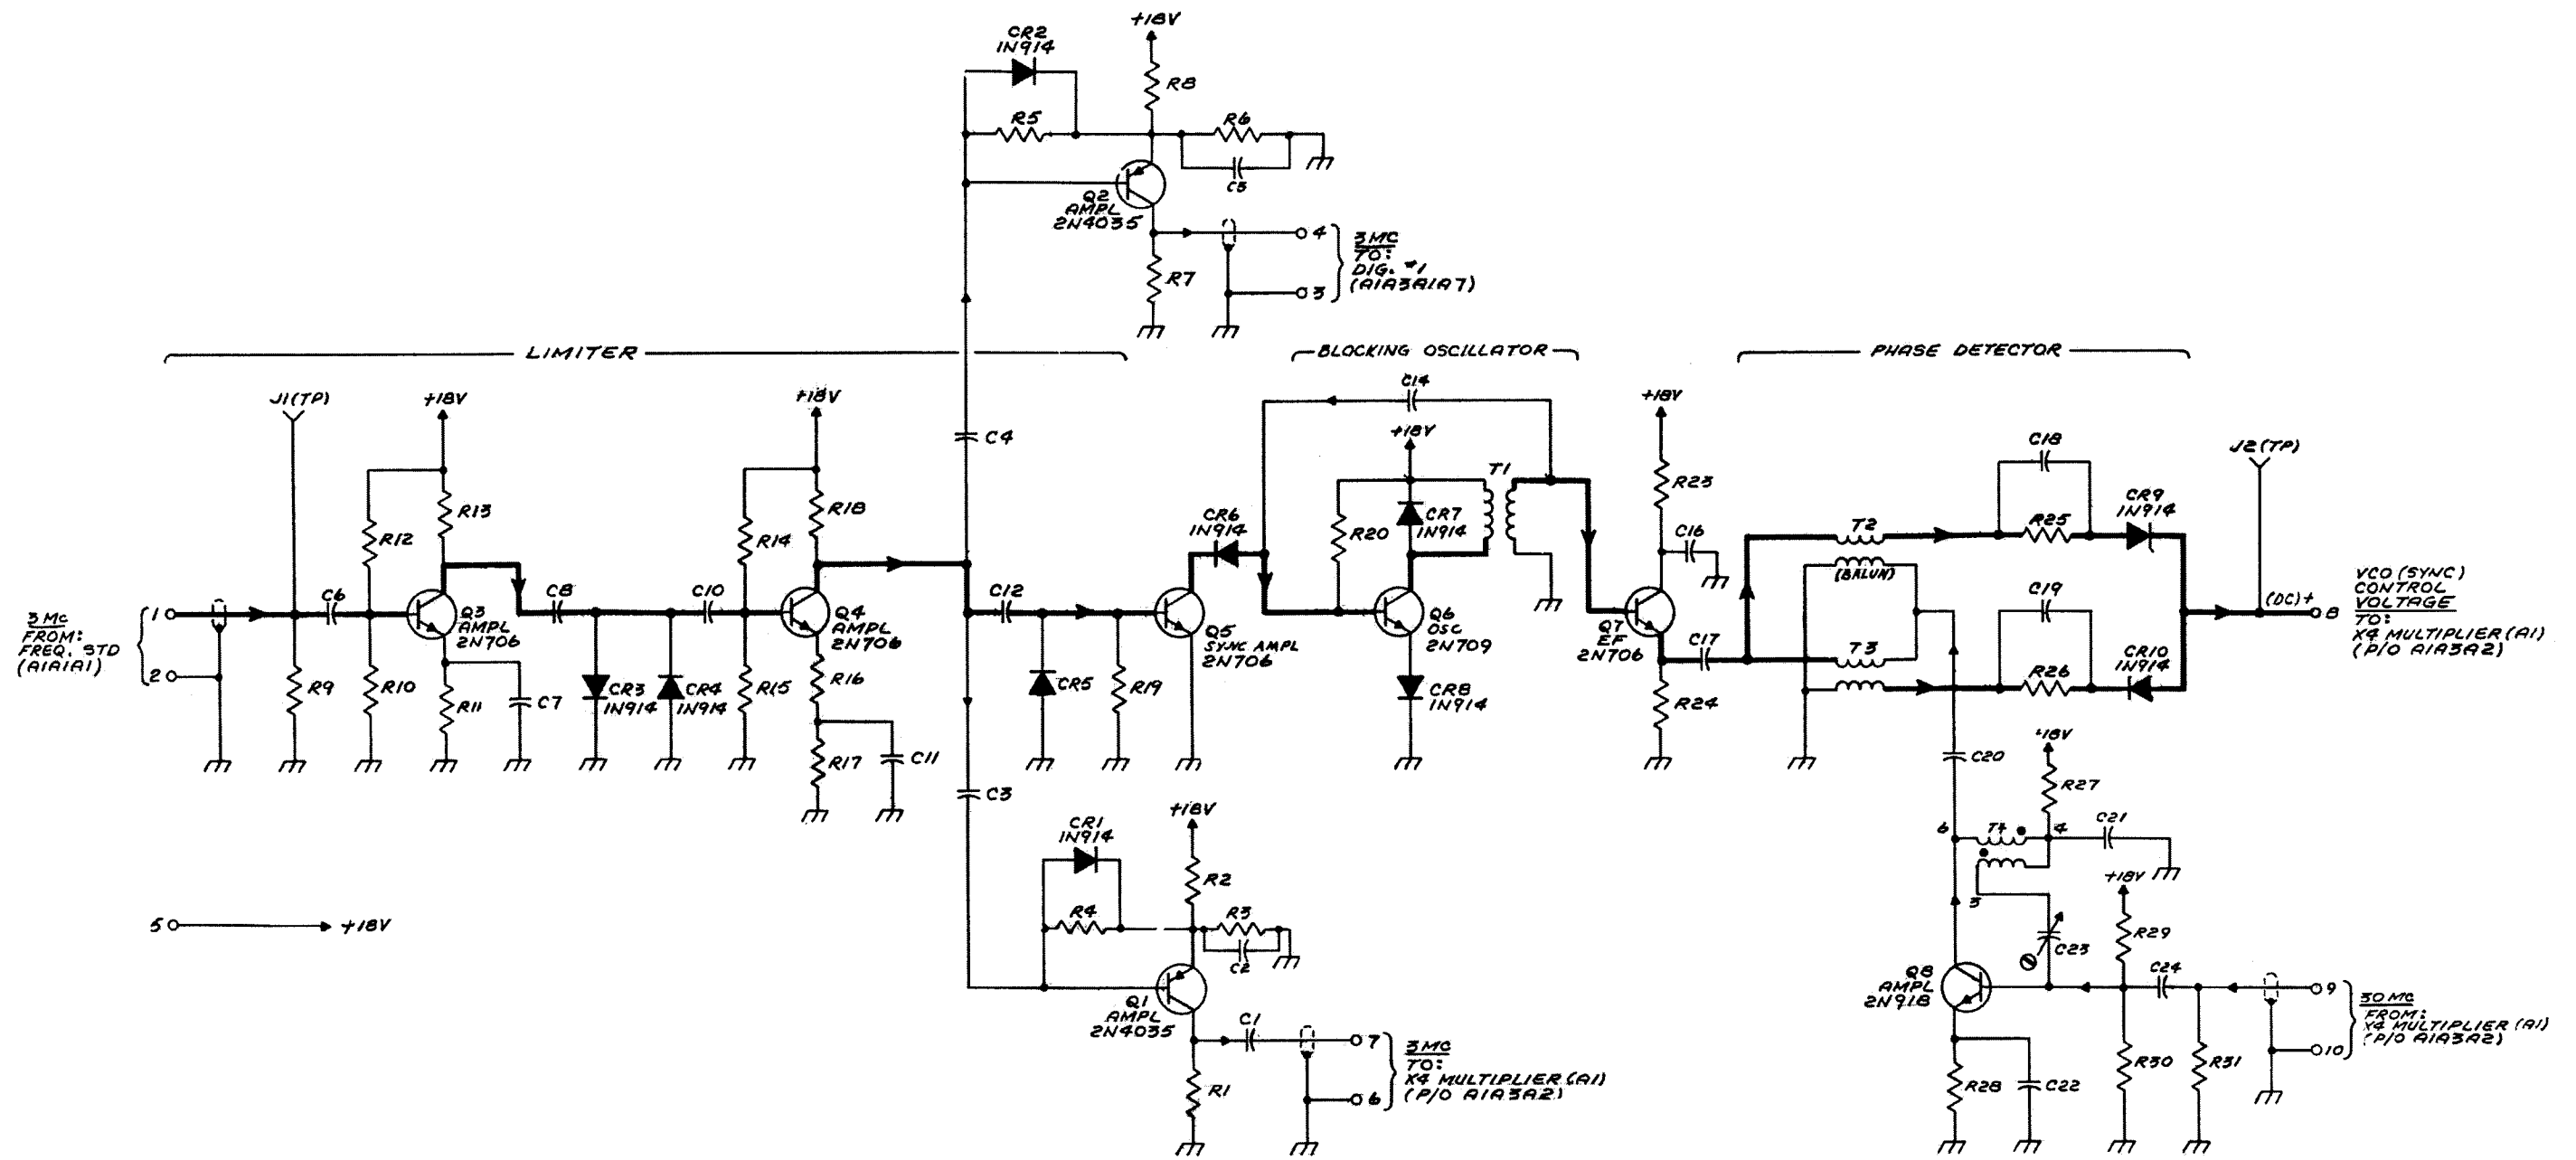 +18V
CR2
1N914
R8
R5
R6
C5
Q2
AMPL
2N4035
4
3
3 MC
TO:
DIG. #1
(A1A3A1A7)
R7
LIMITER
BLOCKING OSCILLATOR
PHASE DETECTOR
J1(TP)
+18V
R13
R12
C6
1
2
3 MC
FROM:
FREQ. STD
(A1A1A1)
Q3
AMPL
2N706
R9
R10
R11
C7
C8
CR3
1N914
CR4
1N914
C10
+18V
R14
R18
Q4
AMPL
2N706
R15
R16
R17
C11
C4
C12
C3
CR5
R19
Q5
SYNC AMPL
2N706
CR6
1N914
C14
+18V
R20
CR7
1N914
T1
Q6
OSC
2N709
CR8
1N914
+18V
R23
C16
Q7
EF
2N706
C17
R24
T2
(BALUN)
T3
C18
R25
CR9
1N914
C19
R26
CR10
1N914
J2(TP)
(DC)+
8
VCO (SYNC)
CONTROL
VOLTAGE
TO:
X4 MULTIPLIER (A1)
(P/O A1A3A2)
C20
+18V
R27
6
T4
4
C21
3
C23
+18V
R29
Q8
AMPL
2N918
C24
9
10
30 MC
FROM:
X4 MULTIPLIER (A1)
(P/O A1A3A2)
R28
C22
R30
R31
5
+18V
CR1
1N914
+18V
R2
R4
R3
C2
Q1
AMPL
2N4035
C1
R1
7
6
3 MC
TO:
X4 MULTIPLIER (A1)
(P/O A1A3A2)